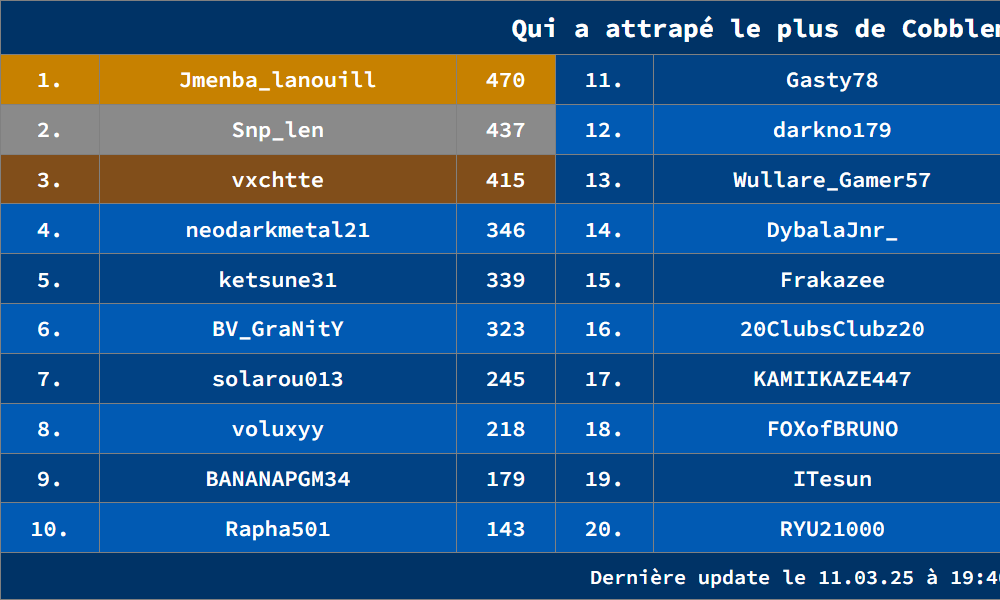 Qui a attrapé le plus de
1. Jmenba_lanouill 470 11. Gasty78
2. Snp_len 437 12. darkno179
3. vxchtte 415 13. Wullare_Gamer57
4. neodarkmetal21 346 14. DybalaJnr_
5. ketsune31 339 15. Frakazee
6. BV_GraNitY 323 16. 20ClubsClubz20
7. solarou013 245 17. KAMIIKAZE447
8. voluxyy 218 18. FOXofBRUNO
9. BANANAPGM34 179 19. ITesun
10. Rapha501 143 20. RYU21000
Dernière update le 11.03.25 à